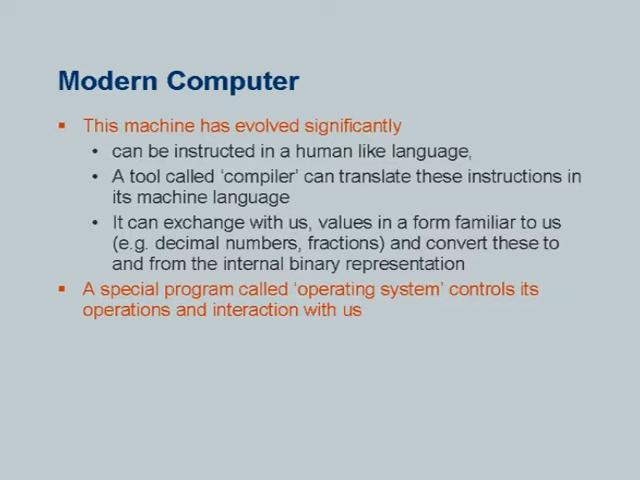 Modern Computer
▪ This machine has evolved significantly
• can be instructed in a human like language,
• A tool called ‘compiler’ can translate these instructions in
its machine language
• It can exchange with us, values in a form familiar to us
(e.g. decimal numbers, fractions) and convert these to
and from the internal binary representation
▪ A special program called ‘operating system’ controls its
operations and interaction with us